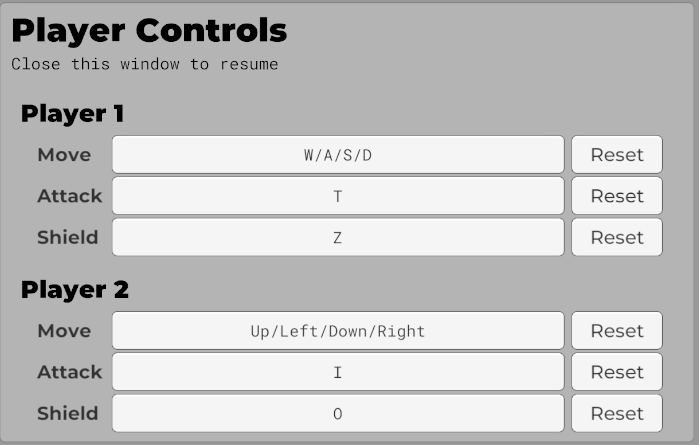 Player Controls
Close this window to resume
Player 1
Move W/A/S/D Reset
Attack T Reset
Shield Z Reset
Player 2
Move Up/Left/Down/Right Reset
Attack I Reset
Shield O Reset